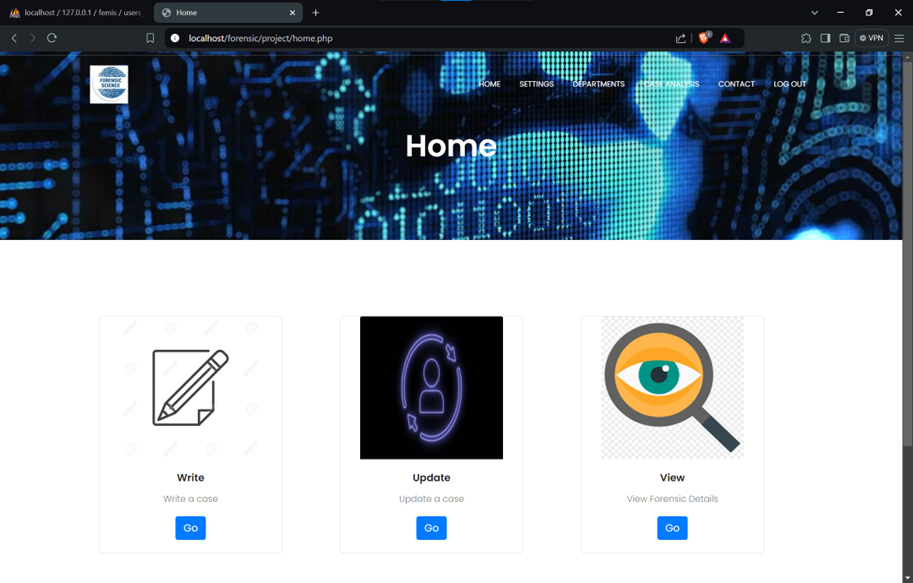 localhost / 127.0.0.1 / femis / users
Home
localhost/forensic/project/home.php
VPN
FORENSIC
SCIENCE
HOME SETTINGS DEPARTMENTS CASE ANALYSIS CONTACT LOG OUT
Home
Write
Write a case
Go
Update
Update a case
Go
View
View Forensic Details
Go